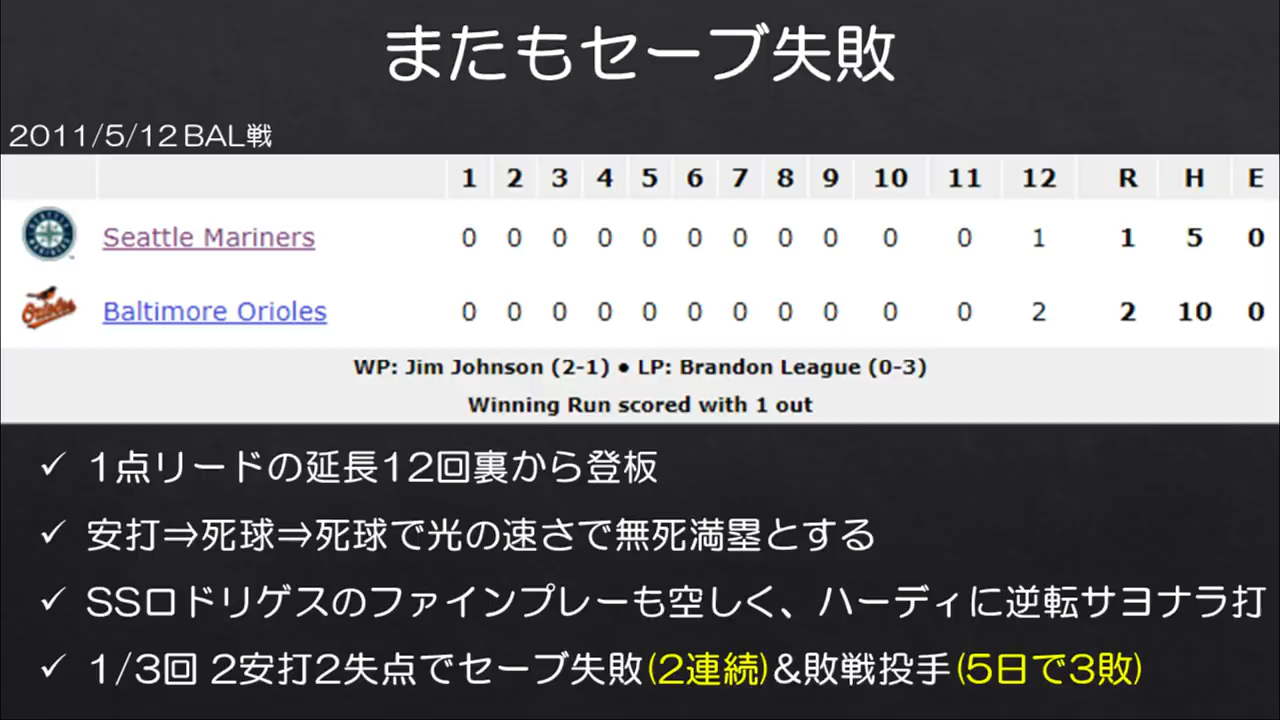 またもセーブ失敗
2011/5/12 BAL戦
1 2 3 4 5 6 7 8 9 10 11 12 R H E
Seattle Mariners 0 0 0 0 0 0 0 0 0 0 0 1 1 5 0
Orioles
Baltimore Orioles 0 0 0 0 0 0 0 0 0 0 0 2 2 10 0
WP: Jim Johnson (2-1) ● LP: Brandon League (0-3)
Winning Run scored with 1 out
✓ 1点リードの延長12回裏から登板
✓ 安打⇒死球⇒死球で光の速さで無死満塁とする
✓ SSロドリゲスのファインプレーも空しく、ハーディに逆転サヨナラ打
✓ 1/3回 2安打2失点でセーブ失敗(2連続)&敗戦投手(5日で3敗)